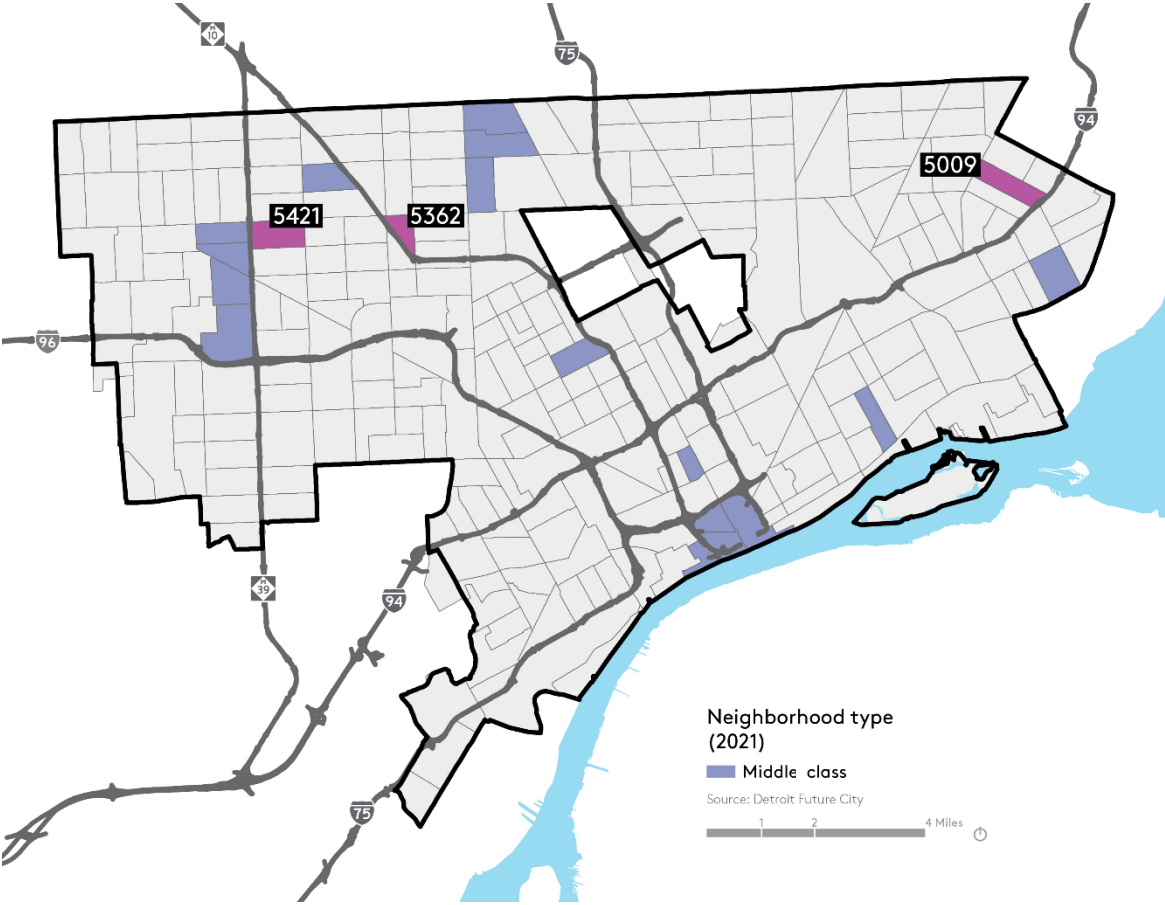 M
10
75
94
5009
5421
5362
96
M
39
94
Neighborhood type
(2021)
Middle class
Source: Detroit Future City
1 2 4 Miles
75